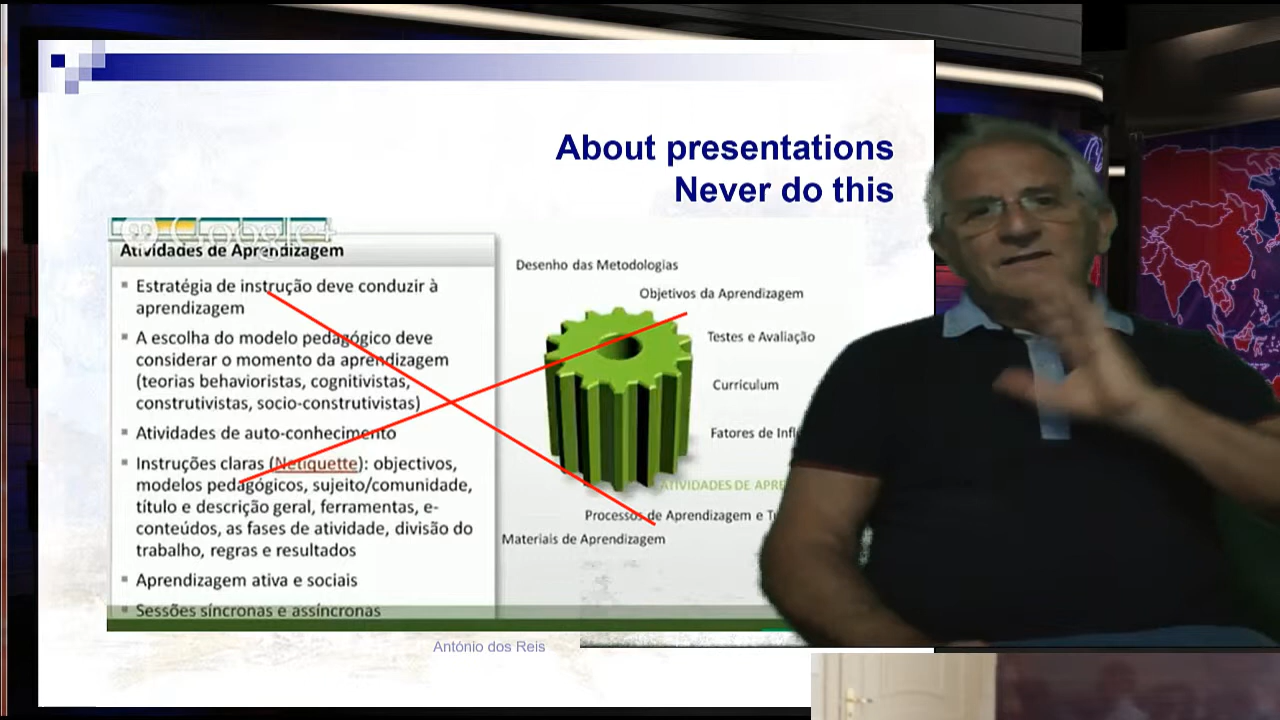 About presentations
Never do this
Atividades de Aprendizagem
Estratégia de instrução deve conduzir à
aprendizagem
A escolha do modelo pedagógico deve
considerar o momento da aprendizagem
(teorias behavioristas, cognitivistas,
construtivistas, socio-construtivistas)
Atividades de auto-conhecimento
Instruções claras (Netiquette): objectivos,
modelos pedagógicos, sujeito/comunidade,
título e descrição geral, ferramentas, e-
conteúdos, as fases de atividade, divisão do
trabalho, regras e resultados
Aprendizagem ativa e sociais
Sessões síncronas e assíncronas
Desenho das Metodologias
Objetivos da Aprendizagem
Testes e Avaliação
Curriculum
Fatores de
ATIVIDADES DE
Processos de Aprendizagem e
Materiais de Aprendizagem
António dos Reis